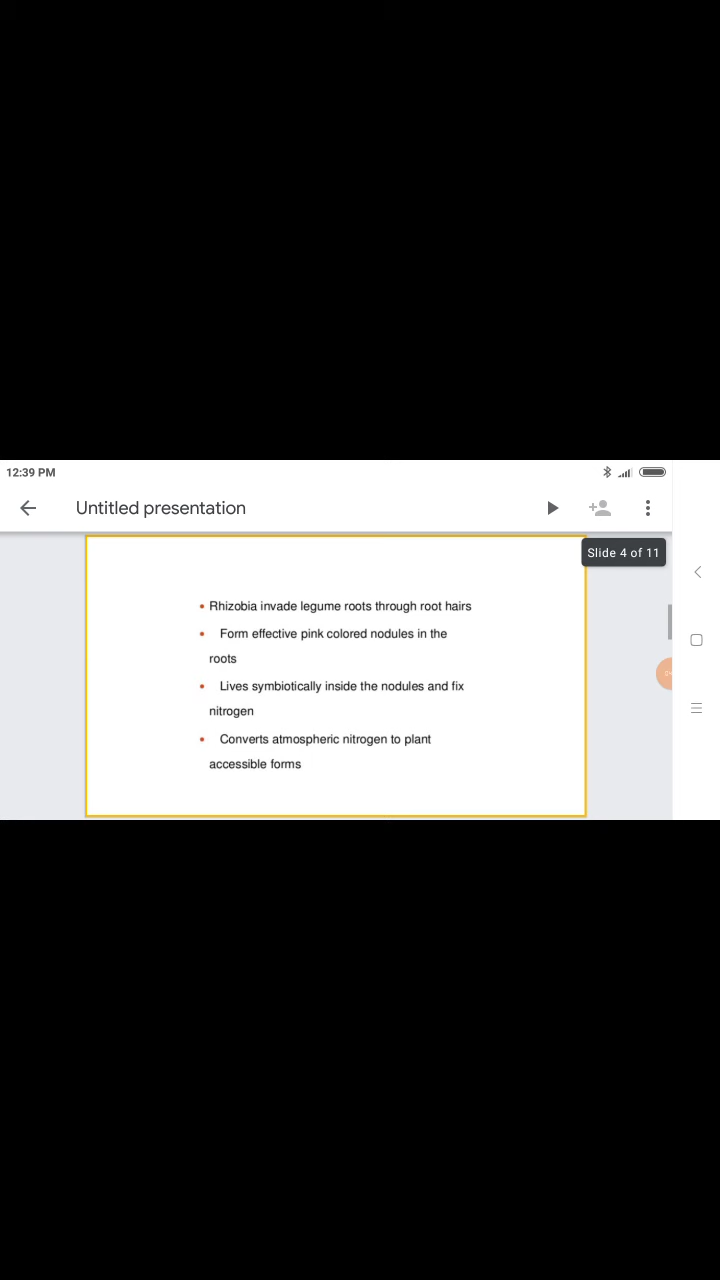 12:39 PM
Untitled presentation
Slide 4 of 11
• Rhizobia invade legume roots through root hairs
• Form effective pink colored nodules in the
roots
• Lives symbiotically inside the nodules and fix
nitrogen
• Converts atmospheric nitrogen to plant
accessible forms